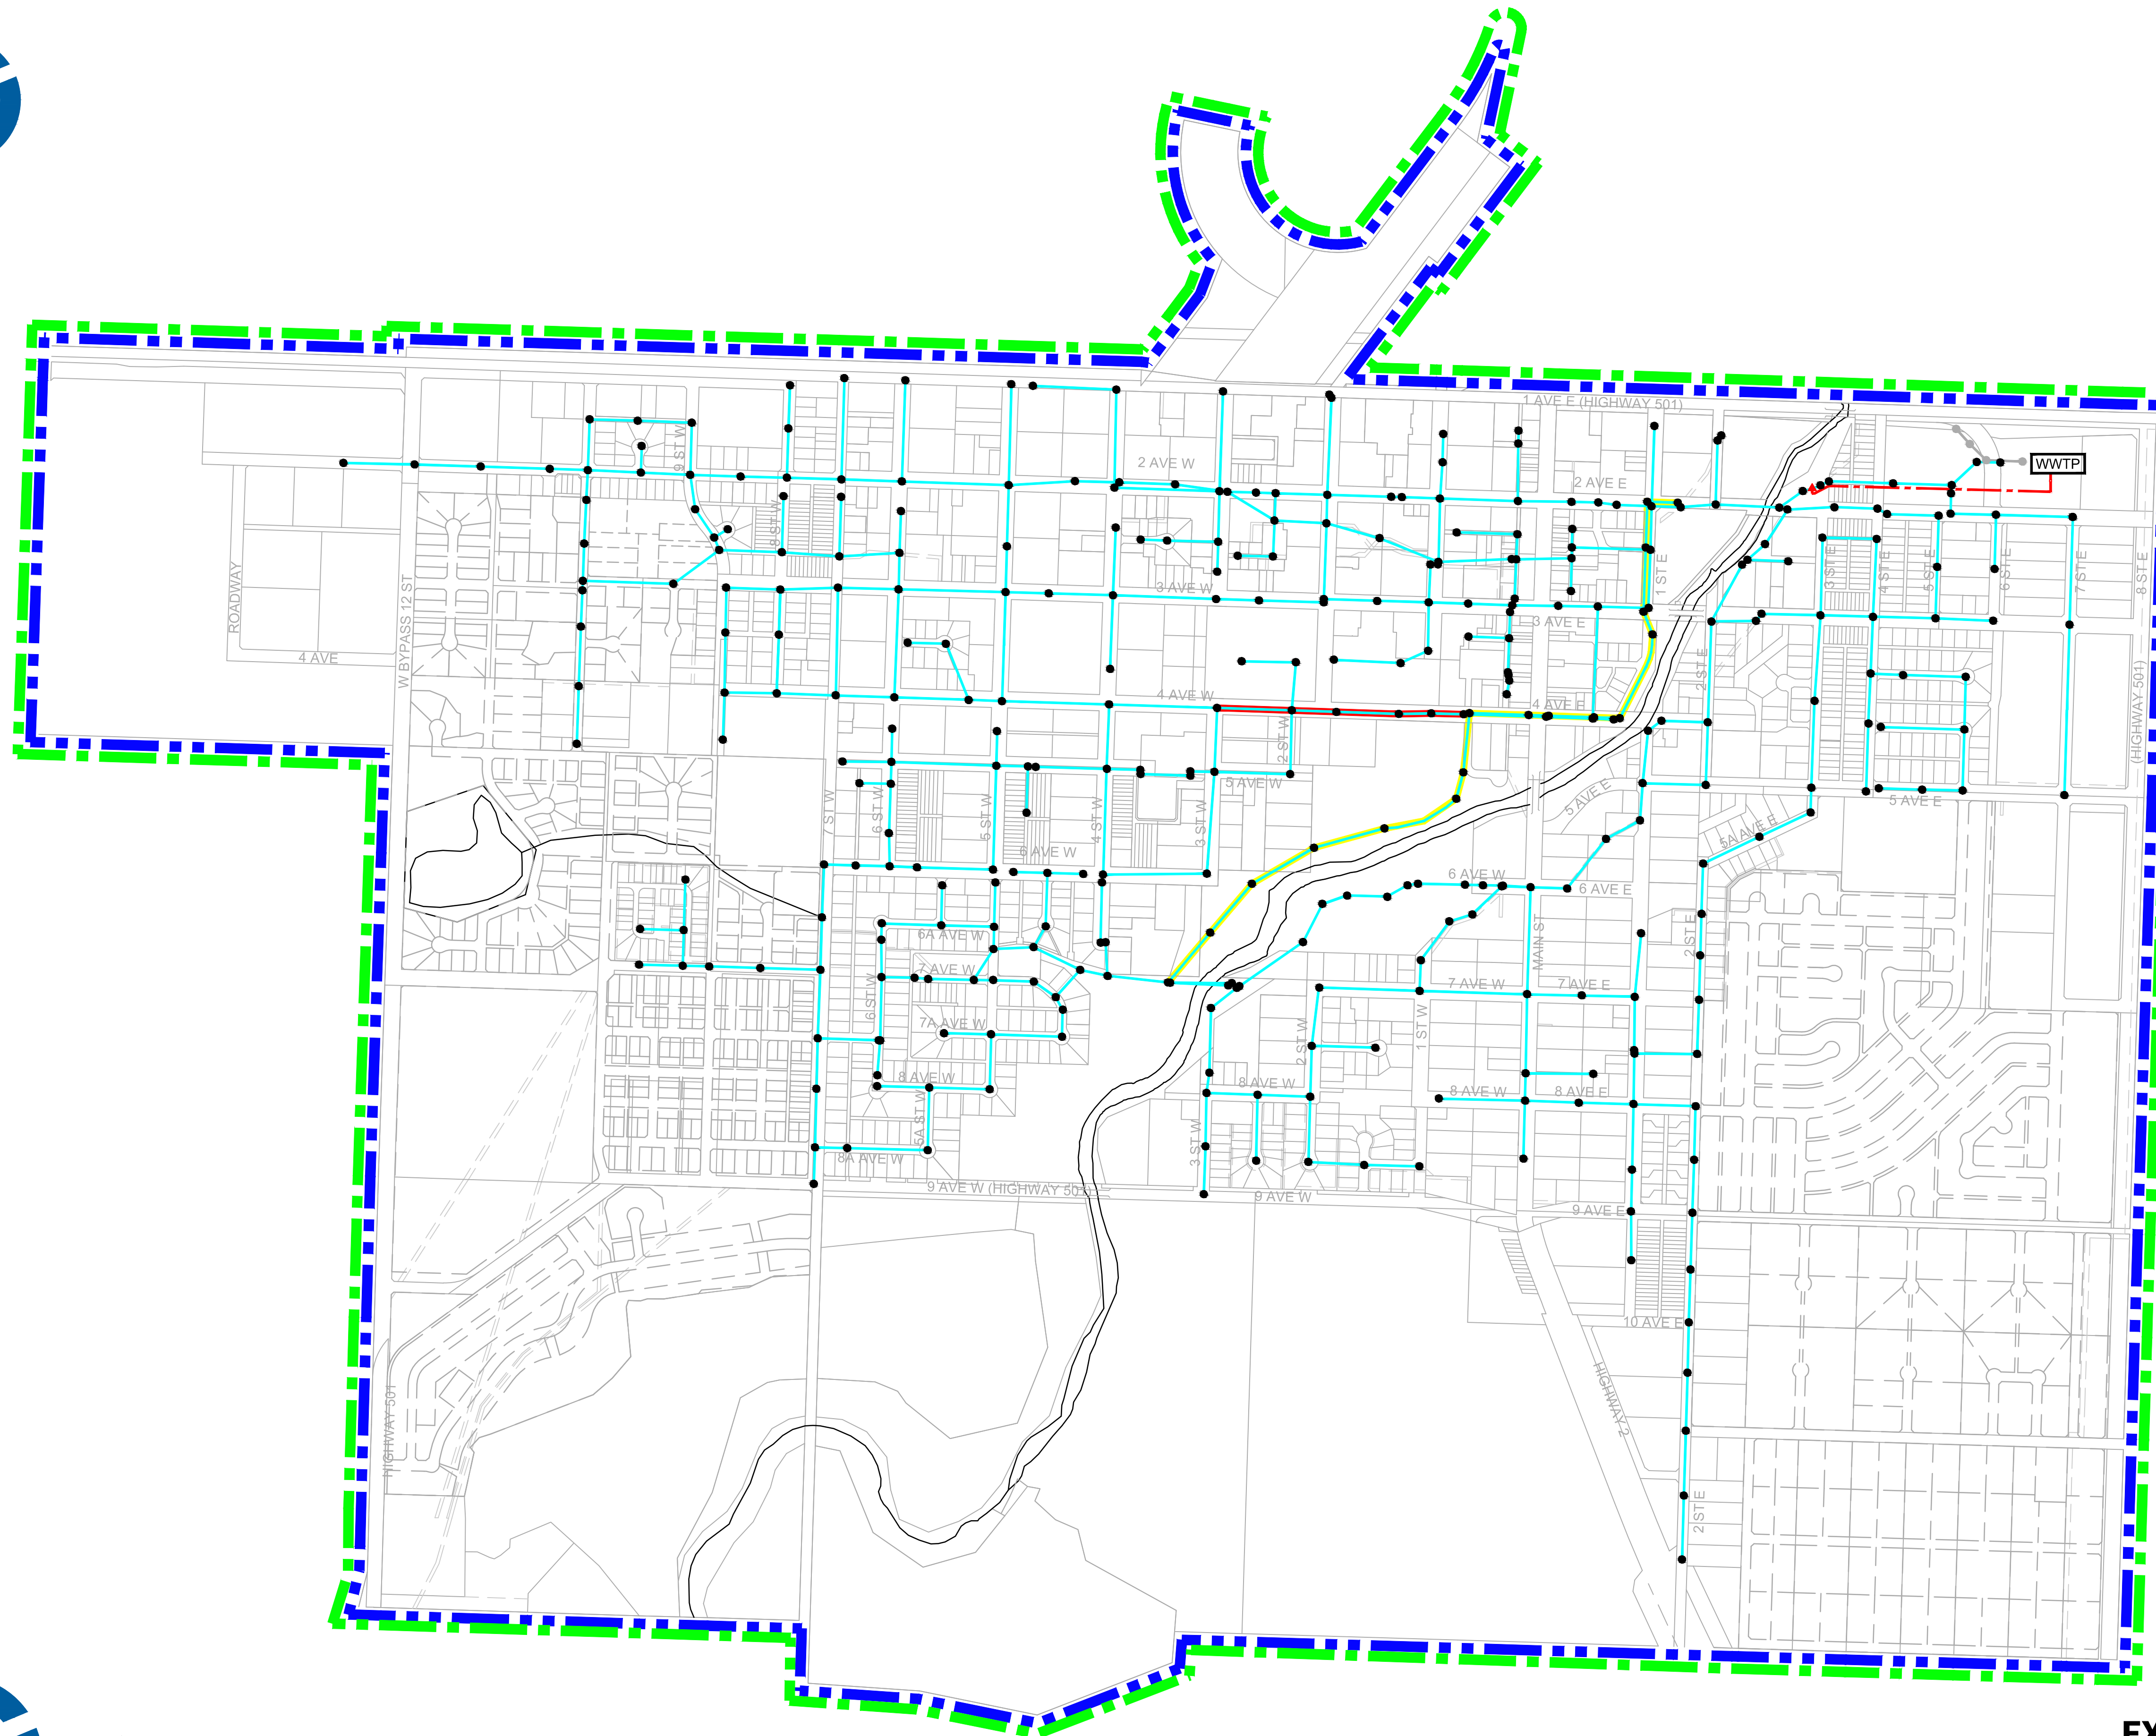 1 AVE E (HIGHWAY 501)
2 AVE W
WWTP
9 ST W
2 AVE E
8 ST W
ROADWAY
W BYPASS 12 ST
3 AVE W
1 ST E
3 ST E
4 ST E
5 ST E
6 ST E
7 ST E
8 ST E
3 AVE E
4 AVE
4 AVE W
4 AVE E
2 ST E
(HIGHWAY 501)
2 ST W
5 AVE W
5 AVE E
5 AVE E
7 ST W
6 ST W
5 ST W
4 ST W
3 ST W
5A AVE E
6 AVE W
6 AVE W
6 AVE E
6A AVE W
MAIN ST
2 ST E
7 AVE W
7 AVE W
7 AVE E
6 ST W
7A AVE W
2 ST W
1 ST W
8 AVE W
8 AVE W
8 AVE W
8 AVE E
5A ST W
3 ST W
8A AVE W
9 AVE W (HIGHWAY 501)
9 AVE W
9 AVE E
10 AVE E
HIGHWAY 501
HIGHWAY 2
2 ST E